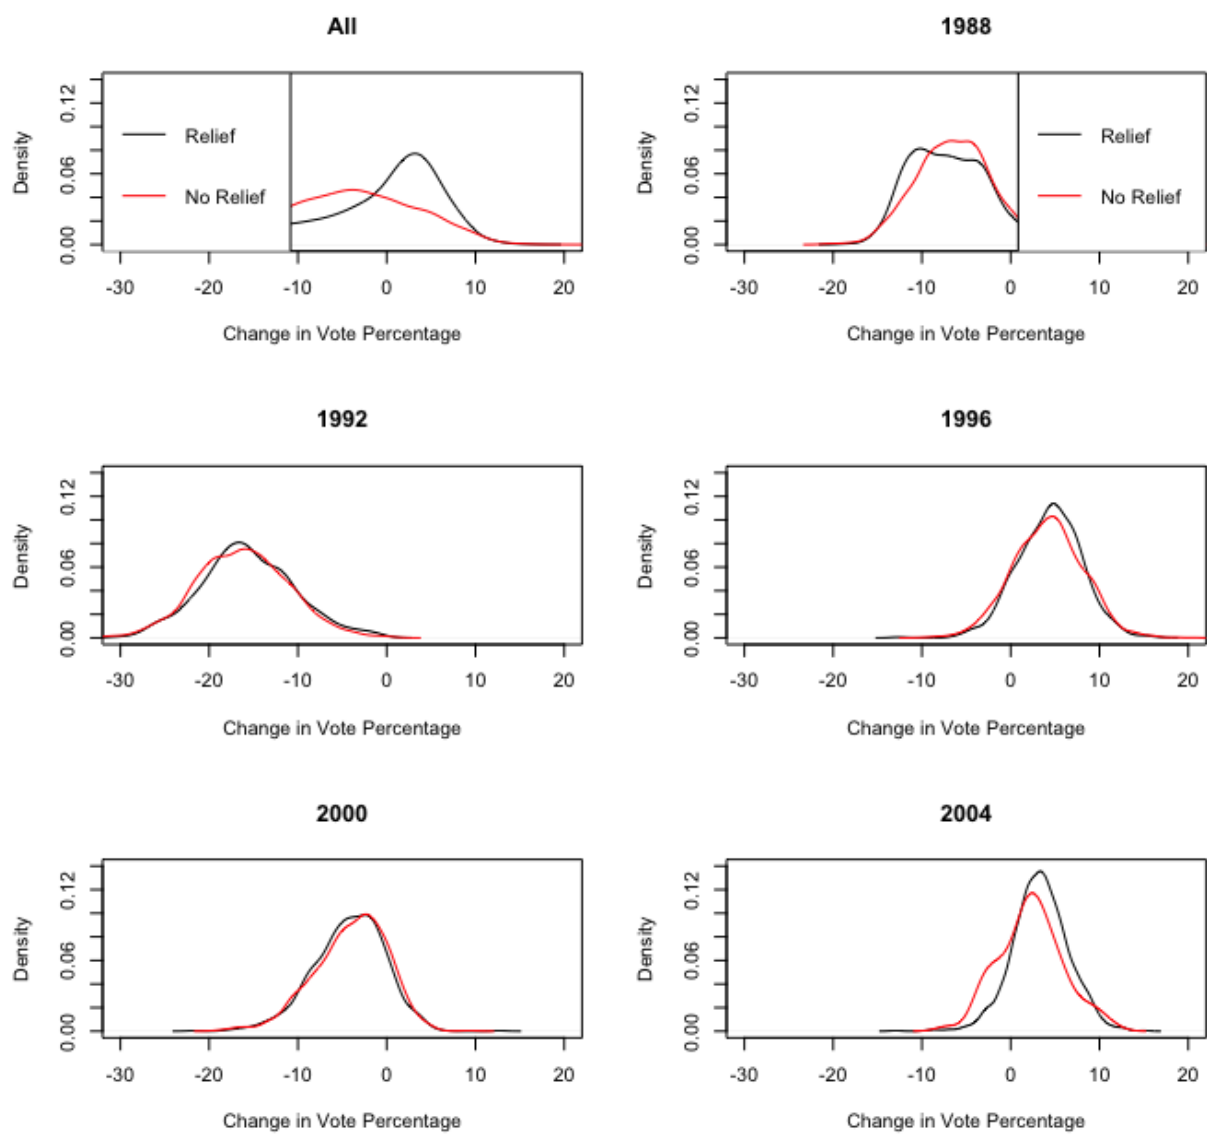 All
Density
0.00 0.06 0.12
Relief
No Relief
-30 -20 -10 0 10 20
Change in Vote Percentage
1988
Density
0.00 0.06 0.12
Relief
No Relief
-30 -20 -10 0 10 20
Change in Vote Percentage
1992
Density
0.00 0.06 0.12
-30 -20 -10 0 10 20
Change in Vote Percentage
1996
Density
0.00 0.06 0.12
-30 -20 -10 0 10 20
Change in Vote Percentage
2000
Density
0.00 0.06 0.12
-30 -20 -10 0 10 20
Change in Vote Percentage
2004
Density
0.00 0.06 0.12
-30 -20 -10 0 10 20
Change in Vote Percentage